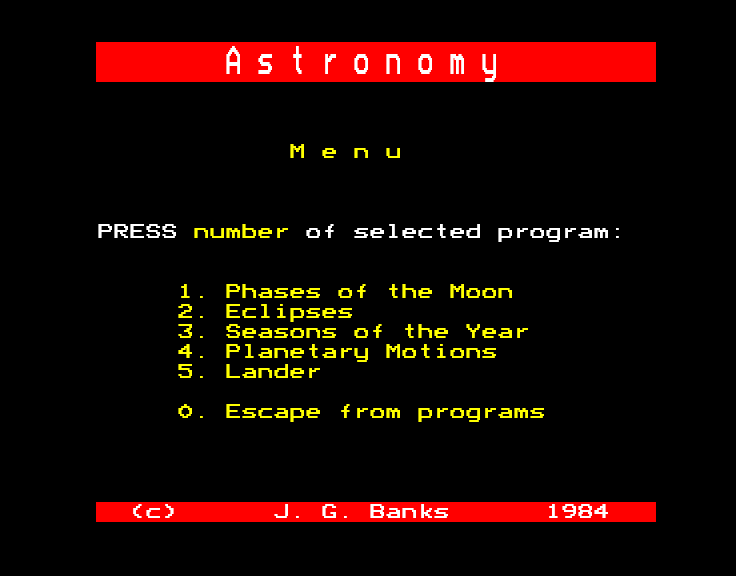 Astronomy
Menu
PRESS number of selected program:
1. Phases of the Moon
2. Eclipses
3. Seasons of the Year
4. Planetary Motions
5. Lander
0. Escape from programs
(c) J. G. Banks 1984